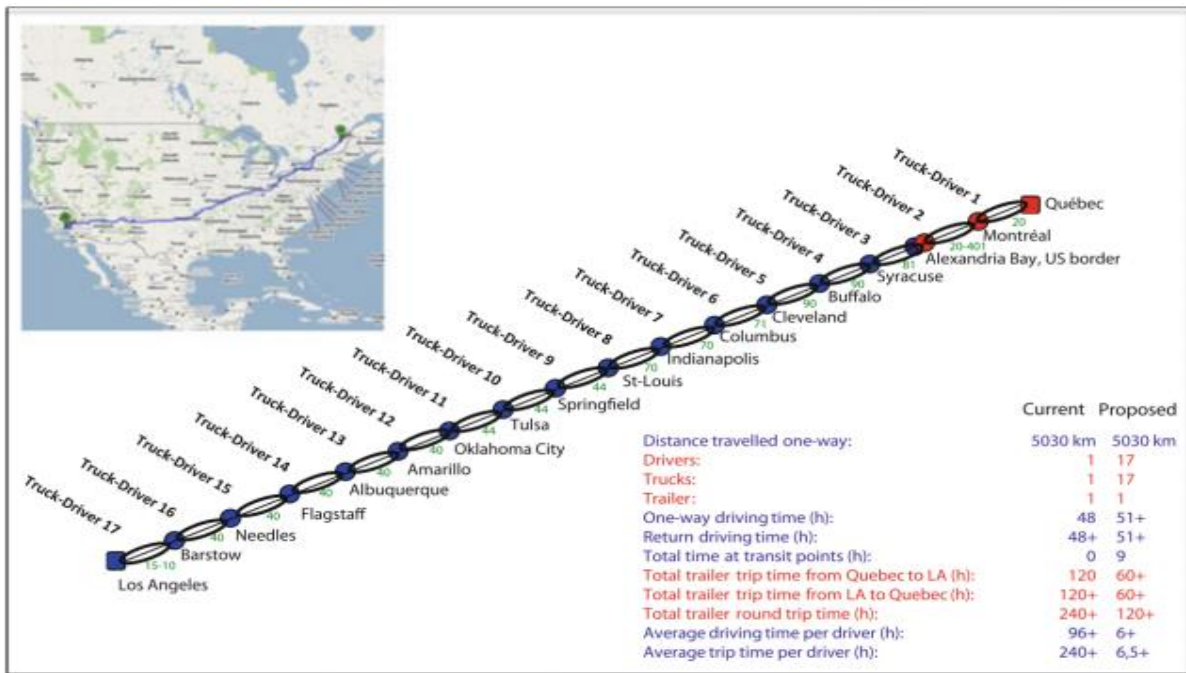 Truck-Driver 1
Truck-Driver 2
Truck-Driver 3
Truck-Driver 4
Truck-Driver 5
Truck-Driver 6
Truck-Driver 7
Truck-Driver 8
Truck-Driver 9
Truck-Driver 10
Truck-Driver 11
Truck-Driver 12
Truck-Driver 13
Truck-Driver 14
Truck-Driver 15
Truck-Driver 16
Truck-Driver 17
Québec
20
Montréal
20-401
Alexandria Bay, US border
81
Syracuse
90
Buffalo
90
Cleveland
71
Columbus
70
Indianapolis
70
St-Louis
44
Springfield
44
Tulsa
44
Oklahoma City
40
Amarillo
40
Albuquerque
40
Flagstaff
40
Needles
40
Barstow
15-10
Los Angeles
Current Proposed
Distance travelled one-way: 5030 km 5030 km
Drivers: 1 17
Trucks: 1 17
Trailer: 1 1
One-way driving time (h): 48 51+
Return driving time (h): 48+ 51+
Total time at transit points (h): 0 9
Total trailer trip time from Quebec to LA (h): 120 60+
Total trailer trip time from LA to Quebec (h): 120+ 60+
Total trailer round trip time (h): 240+ 120+
Average driving time per driver (h): 96+ 6+
Average trip time per driver (h): 240+ 6,5+